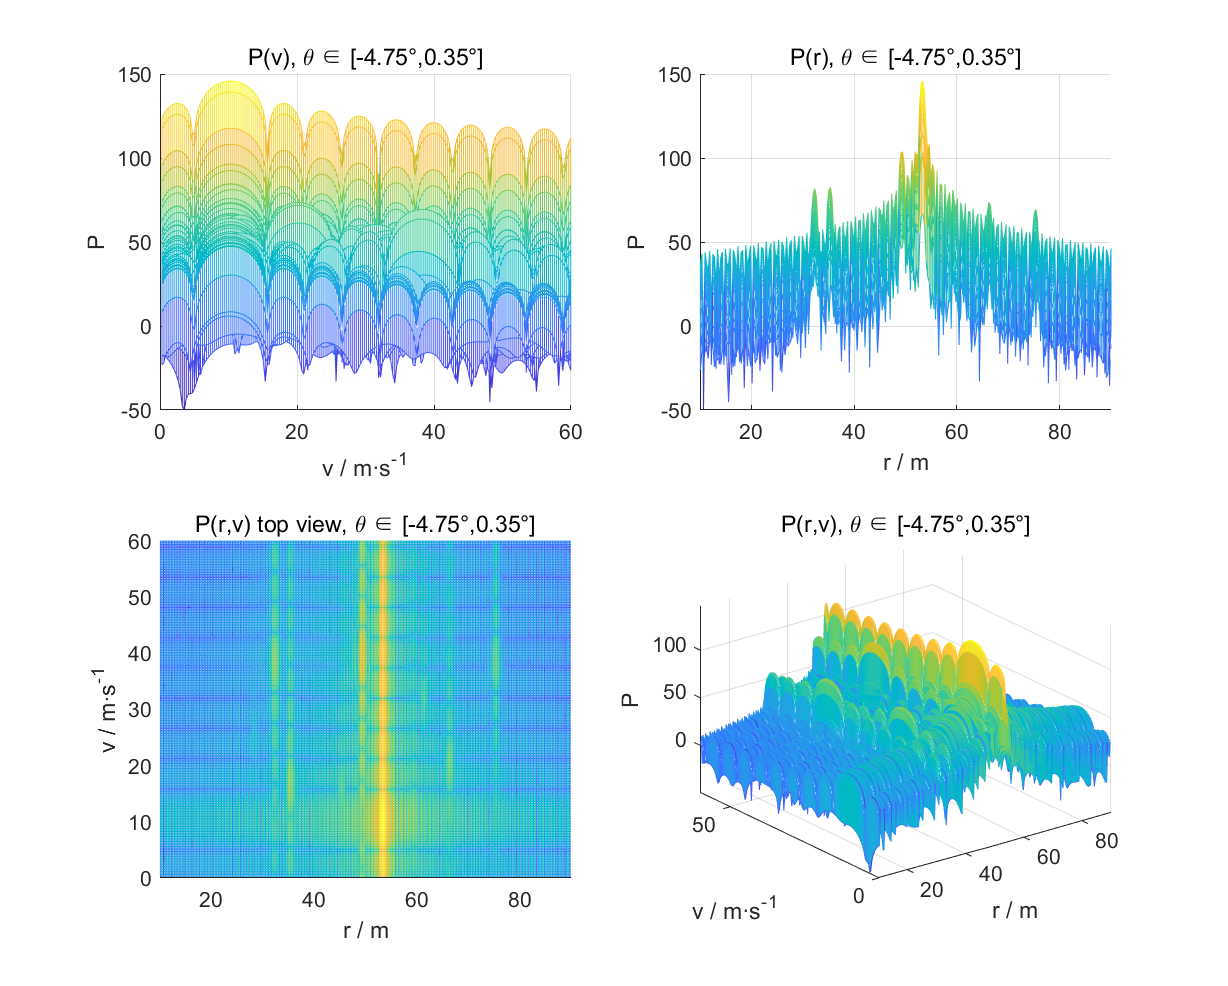 P(v), θ ∈ [-4.75°,0.35°]
150
100
50
0
-50
P
0 20 40 60
v / m·s-1
P(r), θ ∈ [-4.75°,0.35°]
150
100
50
0
-50
P
20 40 60 80
r / m
P(r,v) top view, θ ∈ [-4.75°,0.35°]
60
50
40
30
20
10
0
v / m·s-1
20 40 60 80
r / m
P(r,v), θ ∈ [-4.75°,0.35°]
100
50
0
P
50
0
v / m·s-1
20
40
60
80
r / m